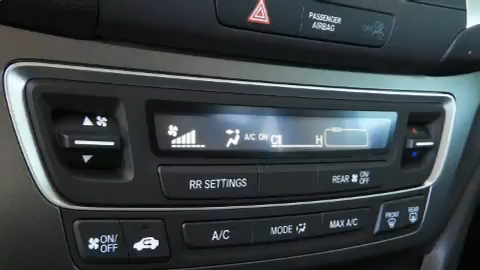 PASSENGER
AIRBAG
A/C ON C H
RR SETTINGS
REAR ON/
OFF
ON/
OFF
A/C
MODE
MAX A/C
FRONT
REAR